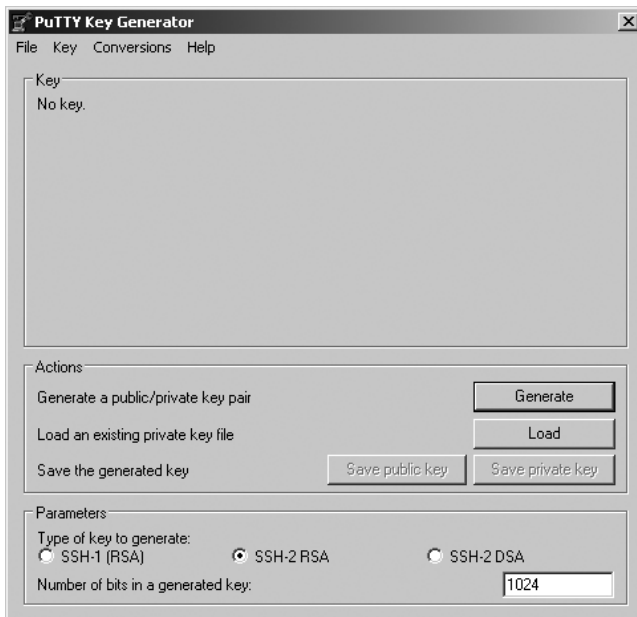 PuTTY Key Generator
File Key Conversions Help
Key
No key.
Actions
Generate a public/private key pair Generate
Load an existing private key file Load
Save the generated key Save public key Save private key
Parameters
Type of key to generate:
SSH-1 (RSA) SSH-2 RSA SSH-2 DSA
Number of bits in a generated key: 1024